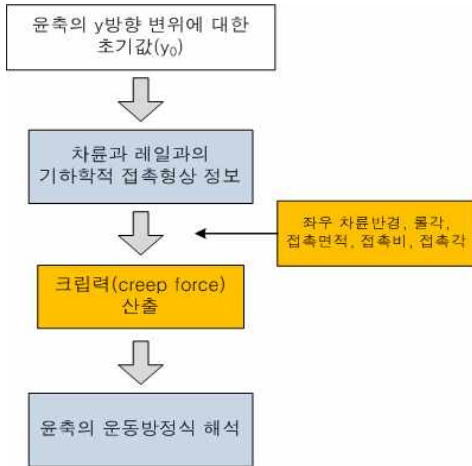 윤축의 y방향 변위에 대한
초기값(y₀)
차륜과 레일과의
기하학적 접촉형상 정보
좌우 차륜반경, 롤각,
접촉면적, 접촉비, 접촉각
크립력(creep force)
산출
윤축의 운동방정식 해석